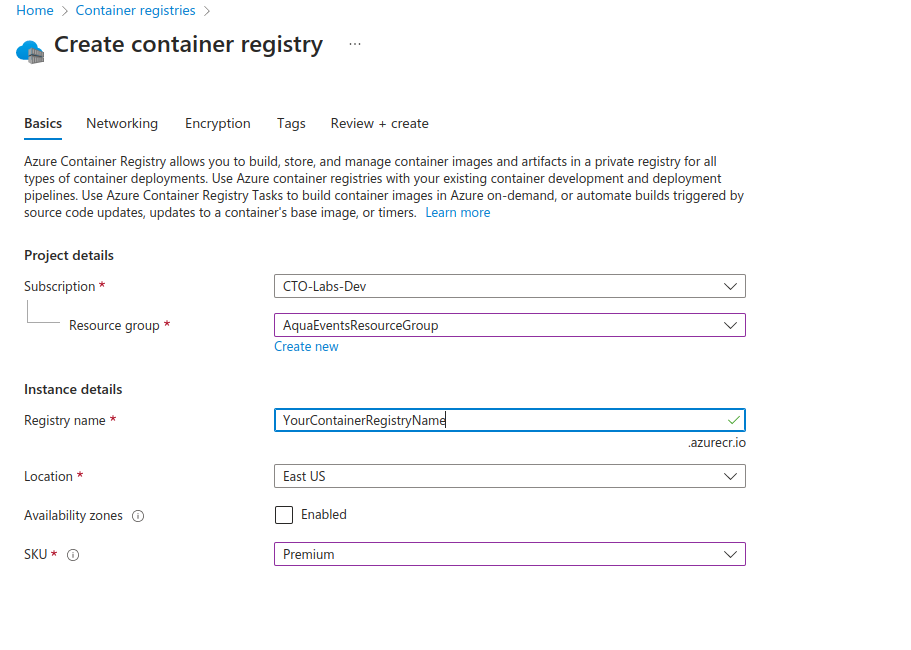 Home > Container registries >
Create container registry ...
Basics Networking Encryption Tags Review + create
Azure Container Registry allows you to build, store, and manage container images and artifacts in a private registry for all
types of container deployments. Use Azure container registries with your existing container development and deployment
pipelines. Use Azure Container Registry Tasks to build container images in Azure on-demand, or automate builds triggered by
source code updates, updates to a container's base image, or timers. Learn more
Project details
Subscription * CTO-Labs-Dev
Resource group * AquaEventsResourceGroup
Create new
Instance details
Registry name * YourContainerRegistryName
.azurecr.io
Location * East US
Availability zones Enabled
SKU * Premium